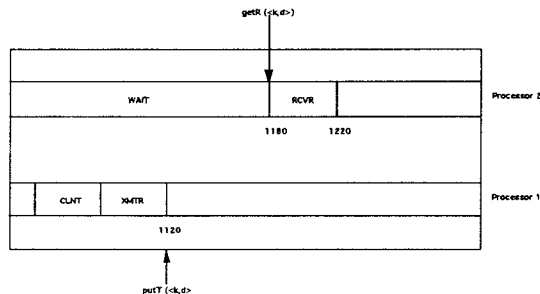 getR (<k,d>)
WAIT
RCVR
Processor 2
1180
1220
CLNT
XMTR
Processor 1
1120
putT (<k,d>